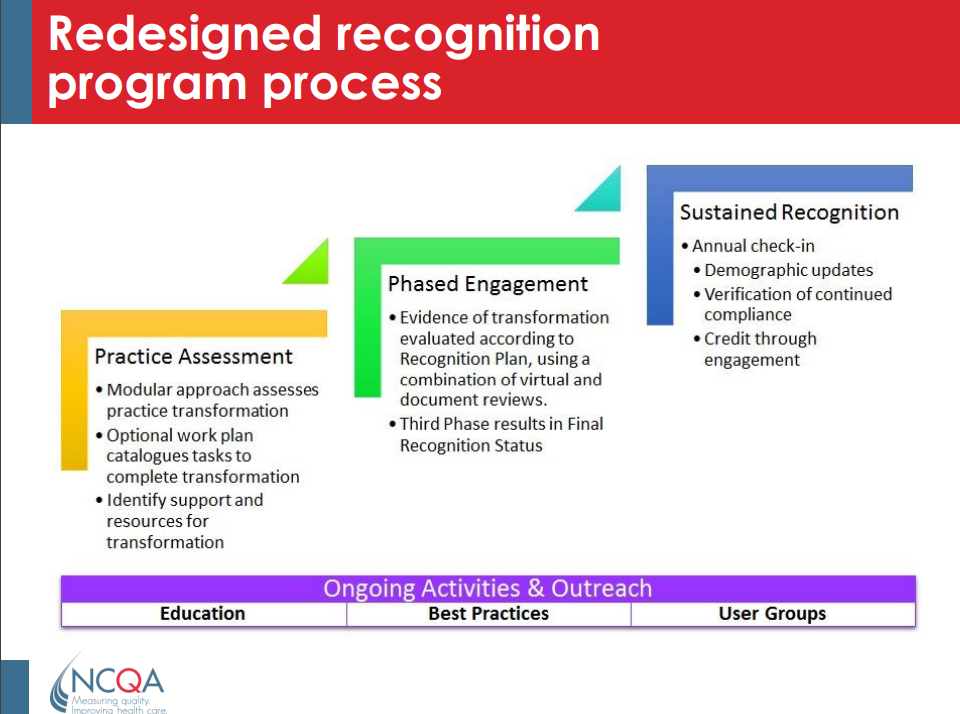 Redesigned recognition
program process
Practice Assessment
• Modular approach assesses
practice transformation
• Optional work plan
catalogues tasks to
complete transformation
• Identify support and
resources for
transformation
Phased Engagement
• Evidence of transformation
evaluated according to
Recognition Plan, using a
combination of virtual and
document reviews.
• Third Phase results in Final
Recognition Status
Sustained Recognition
• Annual check-in
• Demographic updates
• Verification of continued
compliance
• Credit through
engagement
Ongoing Activities & Outreach
Education
Best Practices
User Groups
NCQA
Measuring quality.
Improving health care.